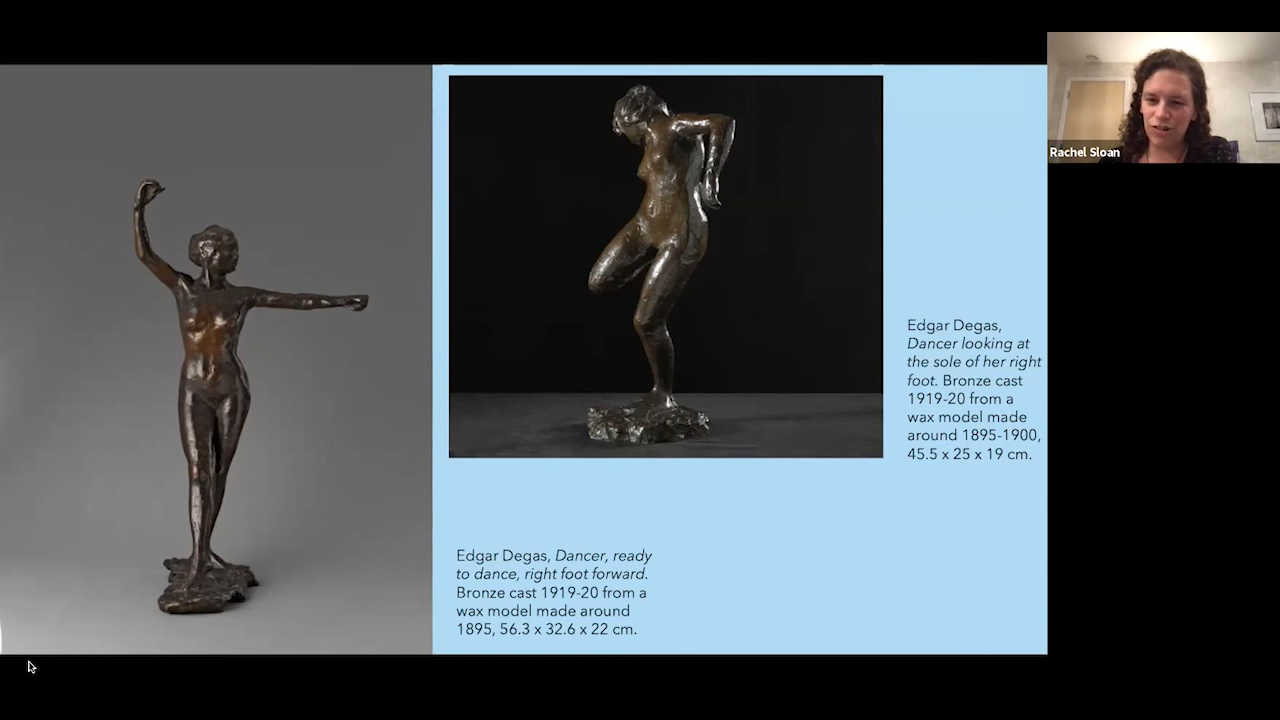 Rachel Sloan
Edgar Degas,
Dancer looking at
the sole of her right
foot. Bronze cast
1919-20 from a
wax model made
around 1895-1900,
45.5 x 25 x 19 cm.
Edgar Degas, Dancer, ready
to dance, right foot forward.
Bronze cast 1919-20 from a
wax model made around
1895, 56.3 x 32.6 x 22 cm.